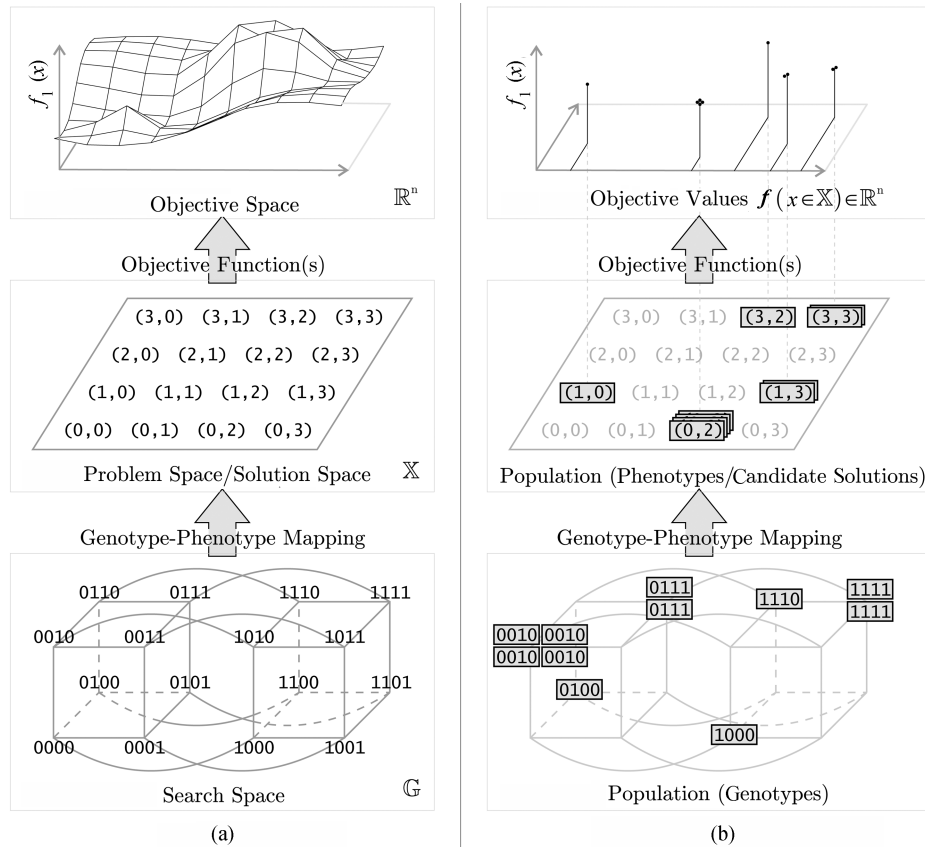 f1 (x)
Objective Space
ℝⁿ
Objective Function(s)
(3,0) (3,1) (3,2) (3,3)
(2,0) (2,1) (2,2) (2,3)
(1,0) (1,1) (1,2) (1,3)
(0,0) (0,1) (0,2) (0,3)
Problem Space/Solution Space
𝕏
Genotype-Phenotype Mapping
0110 0111 1110 1111
0010 0011 1010 1011
0100 0101 1100 1101
0000 0001 1000 1001
Search Space
𝔾
(a)
f1 (x)
Objective Values f(x∈𝕏)∈ℝⁿ
Objective Function(s)
(3,0) (3,1) (3,2) (3,3)
(2,0) (2,1) (2,2) (2,3)
(1,0) (1,1) (1,2) (1,3)
(0,0) (0,1) (0,2) (0,3)
Population (Phenotypes/Candidate Solutions)
Genotype-Phenotype Mapping
0111 1110 1111
0111 1111
0010 0010
0010 0010
0100
1000
Population (Genotypes)
(b)